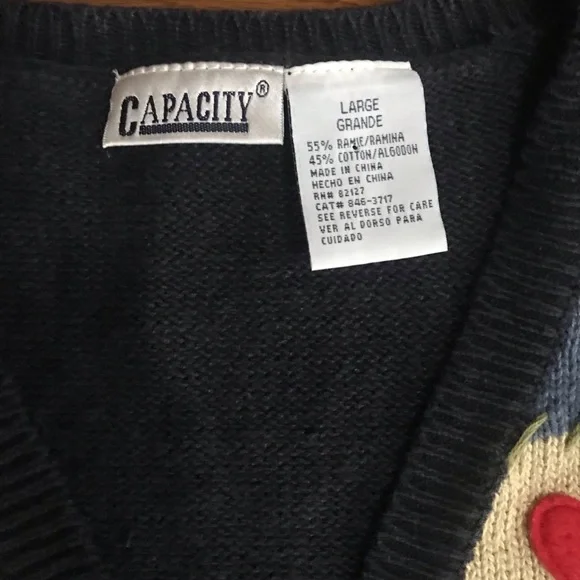 CAPACITY®
LARGE
GRANDE
55% RAMIE/RAMINA
45% COTTON/ALGODON
MADE IN CHINA
HECHO EN CHINA
RN# 82127
CAT# 846-3717
SEE REVERSE FOR CARE
VER AL DORSO PARA
CUIDADO